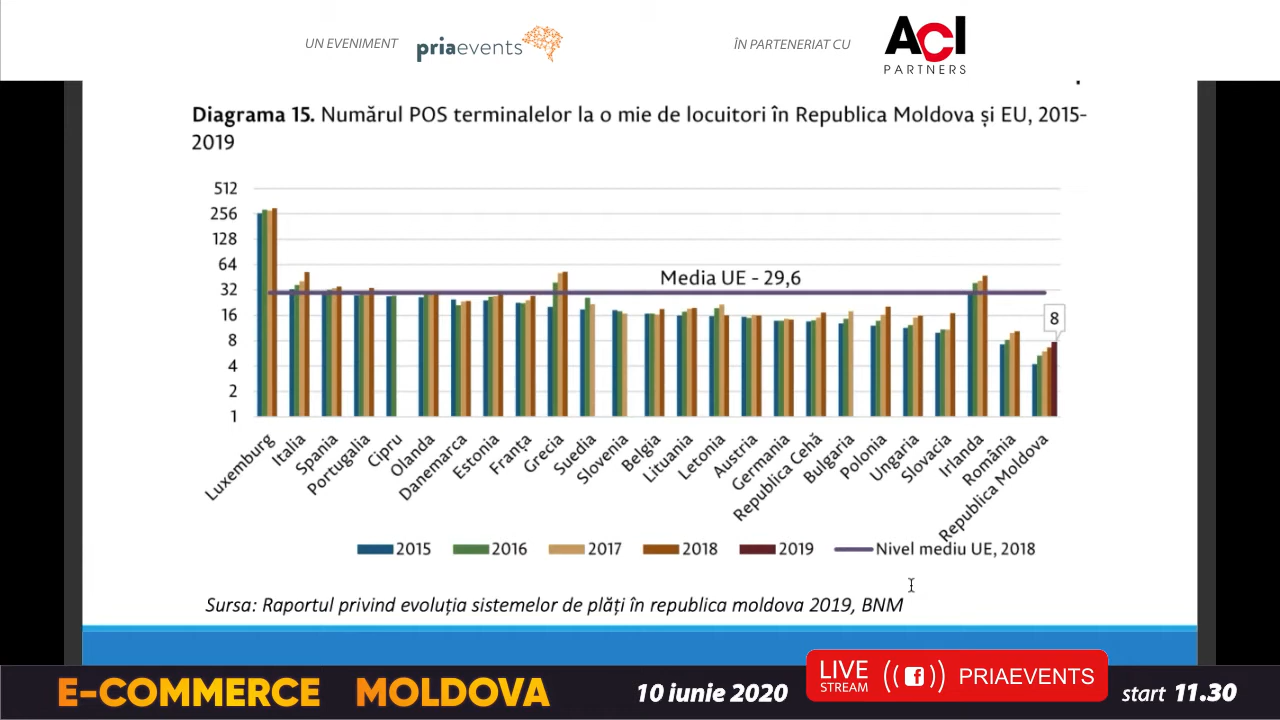 UN EVENIMENT
priaevents
ÎN PARTENERIAT CU
ACI
PARTNERS
Diagrama 15. Numărul POS terminalelor la o mie de locuitori în Republica Moldova și EU, 2015-
2019
512
256
128
64
32
16
8
4
2
1
Media UE - 29,6
8
Luxemburg
Italia
Spania
Portugalia
Cipru
Olanda
Danemarca
Estonia
Franța
Grecia
Suedia
Slovenia
Belgia
Lituania
Letonia
Austria
Germania
Republica Cehă
Bulgaria
Polonia
Ungaria
Slovacia
Irlanda
România
Republica Moldova
2015 2016 2017 2018 2019 Nivel mediu UE, 2018
Sursa: Raportul privind evoluția sistemelor de plăți în republica moldova 2019, BNM
E-COMMERCE MOLDOVA
10 iunie 2020
LIVE
STREAM
PRIAEVENTS
start 11.30